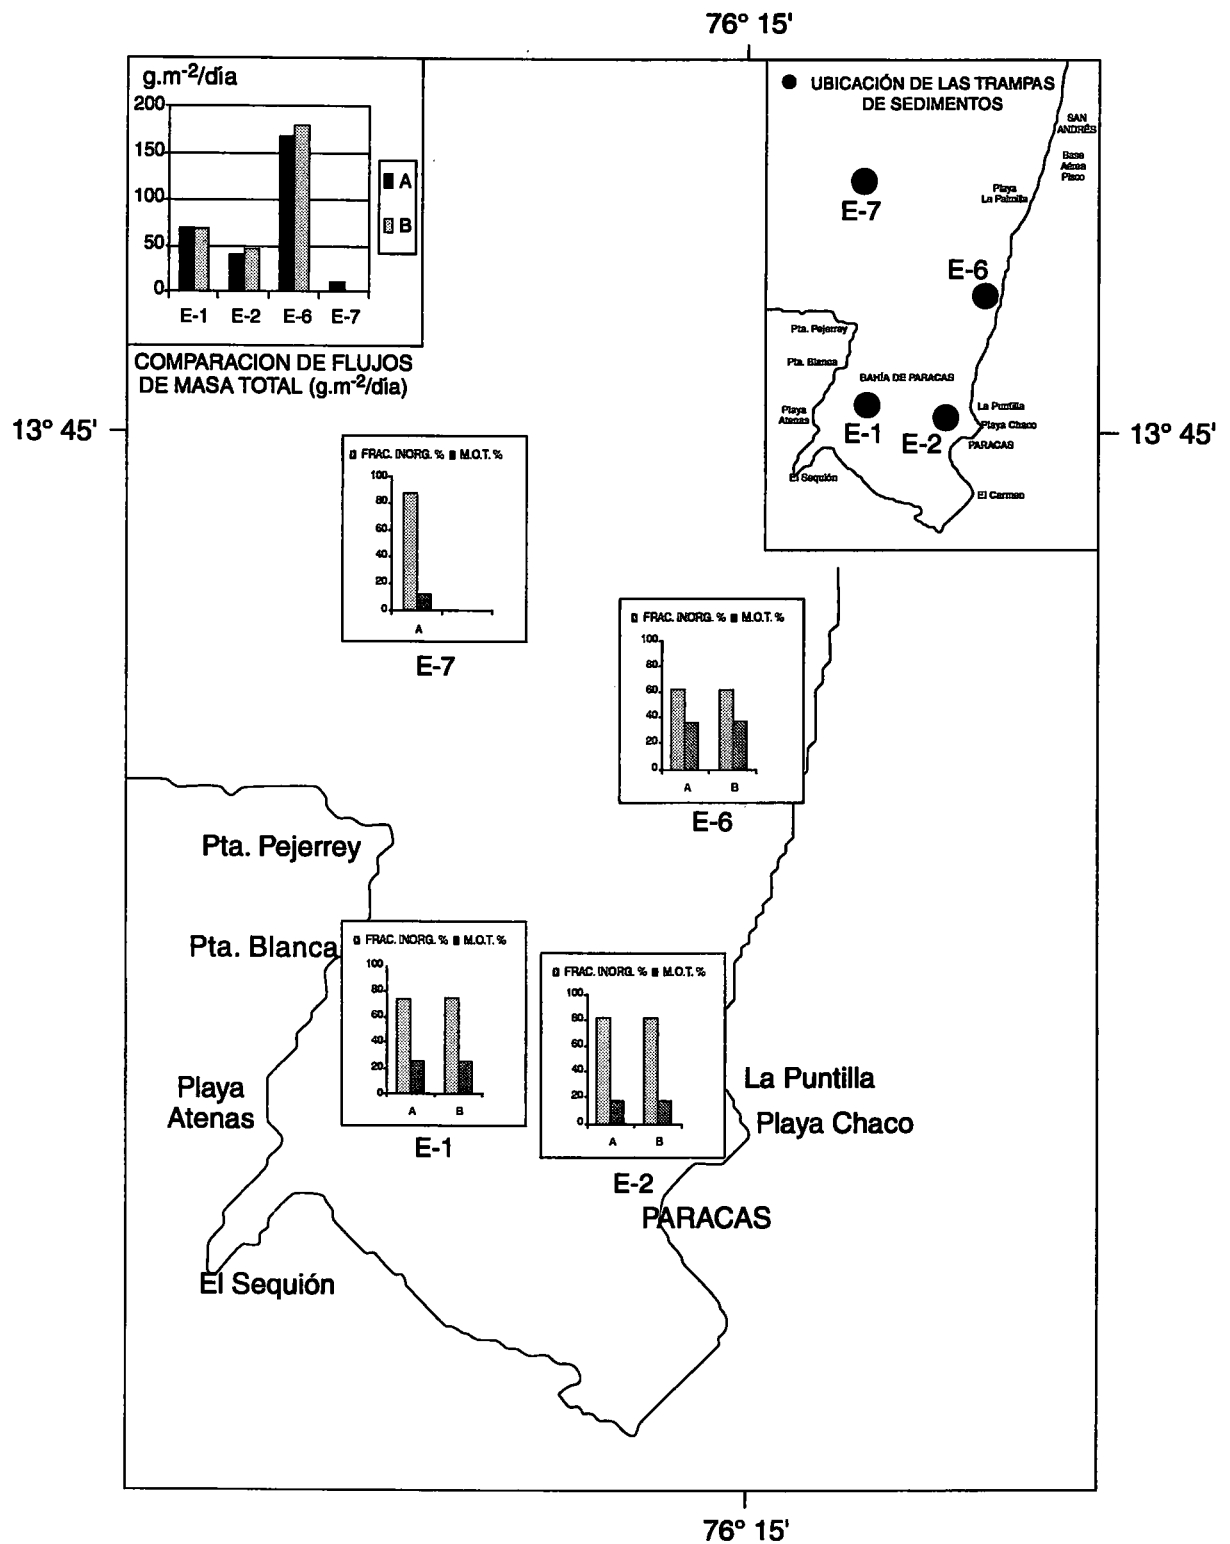 76° 15'
g.m-2/día
200
150
100
50
0
E-1 E-2 E-6 E-7
A
B
COMPARACION DE FLUJOS
DE MASA TOTAL (g.m-2/día)
UBICACIÓN DE LAS TRAMPAS
DE SEDIMENTOS
SAN
ANDRÉS
Base
Aérea
Pisco
Playa
La Palmilla
E-7
E-6
Pta. Pejerrey
Pta. Blanca
BAHÍA DE PARACAS
Playa
Atenas
E-1
E-2
La Puntilla
Playa Chaco
PARACAS
El Sequión
El Carmen
13° 45'
13° 45'
FRAC. INORG. % M.O.T. %
100
80
60
40
20
0
A
E-7
FRAC. INORG. % M.O.T. %
100
80
60
40
20
0
A B
E-6
Pta. Pejerrey
Pta. Blanca
FRAC. INORG. % M.O.T. %
100
80
60
40
20
0
A B
E-1
FRAC. INORG. % M.O.T. %
100
80
60
40
20
0
A B
E-2
Playa
Atenas
La Puntilla
Playa Chaco
PARACAS
El Sequión
76° 15'